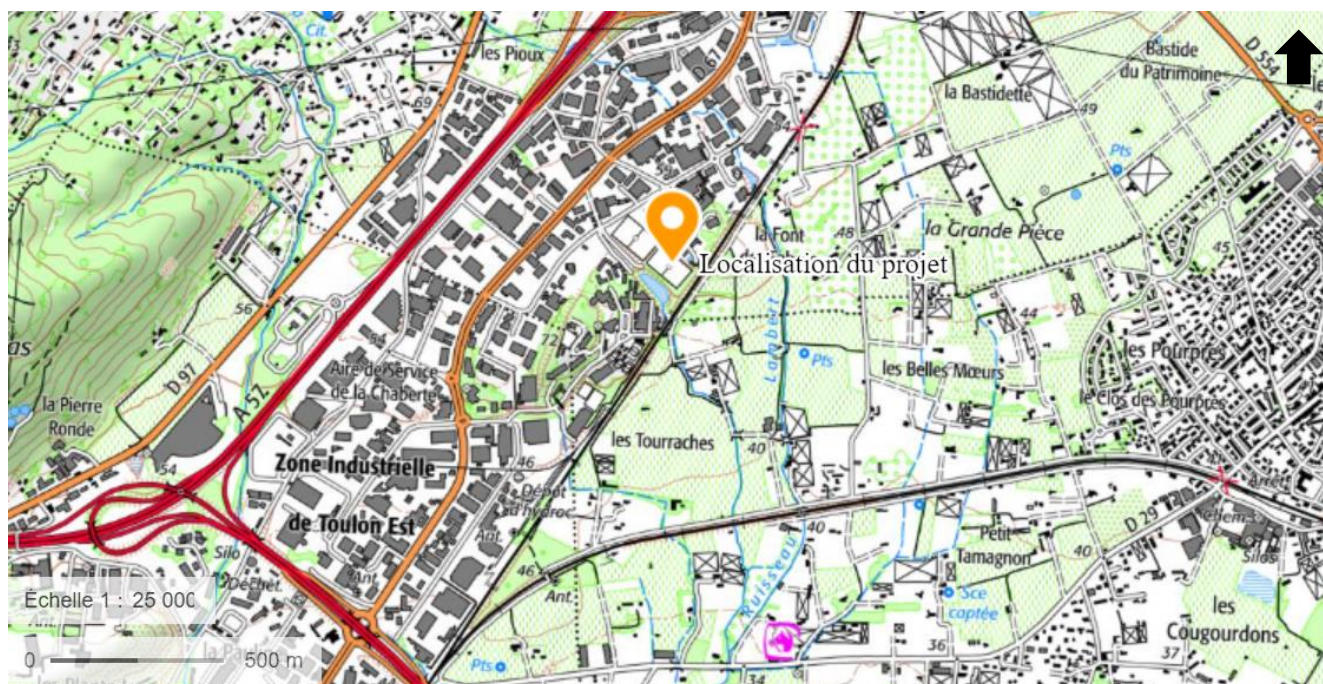 Cit.
les Pioux
D 67
D 554
Bastide
du Patrimoine
la Bastidette
69
49
59
Pts
la Font
48
la Grande Pièce
45
Localisation du projet
56
54
44
72
Lambert
Pts
les Pourpres
Aire de Service
de la Chaberte
D 97
A 57
les Belles Mœurs
le Clos des Pourpres
la Pierre
Ronde
les Tourraches
40
46
Zone Industrielle
de Toulon Est
54
Dépôt
d'hydroc.
Ant.
Arrêt
D 29
40
Petit
Tamagnon
40
Silos
Silo
Ant.
46
Ant.
Ruisseau
Sce
captée
Déchet.
Échelle 1 : 25 000
les
Cougourdons
36
37
34
0
500 m
Pts